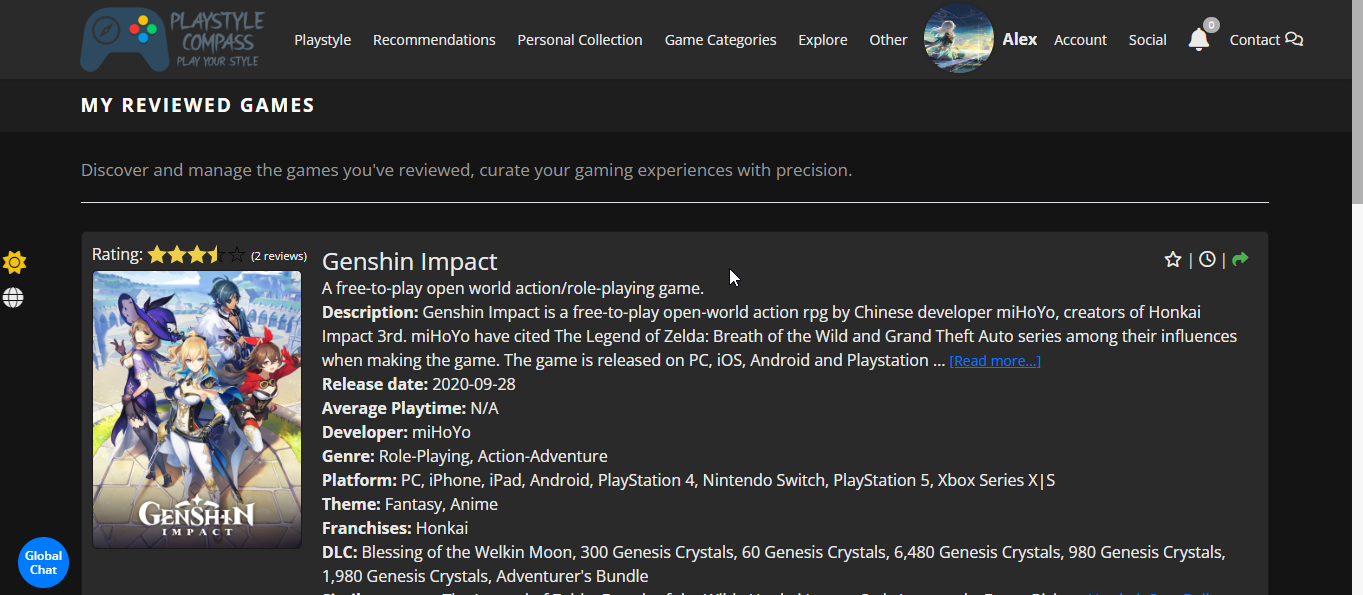 PLAYSTYLE
COMPASS
PLAY YOUR STYLE
Playstyle Recommendations Personal Collection Game Categories Explore Other Alex Account Social 0 Contact
MY REVIEWED GAMES
Discover and manage the games you've reviewed, curate your gaming experiences with precision.
Rating: (2 reviews)
GENSHIN
IMPACT
Genshin Impact
| |
A free-to-play open world action/role-playing game.
Description: Genshin Impact is a free-to-play open-world action rpg by Chinese developer miHoYo, creators of Honkai
Impact 3rd. miHoYo have cited The Legend of Zelda: Breath of the Wild and Grand Theft Auto series among their influences
when making the game. The game is released on PC, iOS, Android and Playstation ... [Read more...]
Release date: 2020-09-28
Average Playtime: N/A
Developer: miHoYo
Genre: Role-Playing, Action-Adventure
Platform: PC, iPhone, iPad, Android, PlayStation 4, Nintendo Switch, PlayStation 5, Xbox Series X|S
Theme: Fantasy, Anime
Franchises: Honkai
DLC: Blessing of the Welkin Moon, 300 Genesis Crystals, 60 Genesis Crystals, 6,480 Genesis Crystals, 980 Genesis Crystals,
1,980 Genesis Crystals, Adventurer's Bundle
Global
Chat